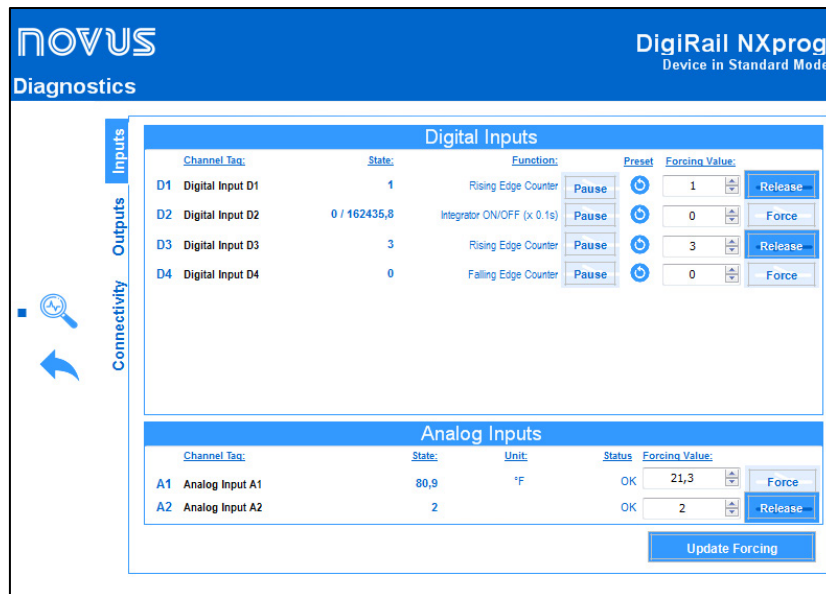 NOVUS
DigiRail NXprog
Device in Standard Mode
Diagnostics
Inputs
Outputs
Connectivity
Digital Inputs
Channel Tag: State: Function: Preset Forcing Value:
D1 Digital Input D1 1 Rising Edge Counter Pause 1 Release
D2 Digital Input D2 0 / 162435,8 Integrator ON/OFF (x 0.1s) Pause 0 Force
D3 Digital Input D3 3 Rising Edge Counter Pause 3 Release
D4 Digital Input D4 0 Falling Edge Counter Pause 0 Force
Analog Inputs
Channel Tag: State: Unit: Status Forcing Value:
A1 Analog Input A1 80,9 °F OK 21,3 Force
A2 Analog Input A2 2 OK 2 Release
Update Forcing